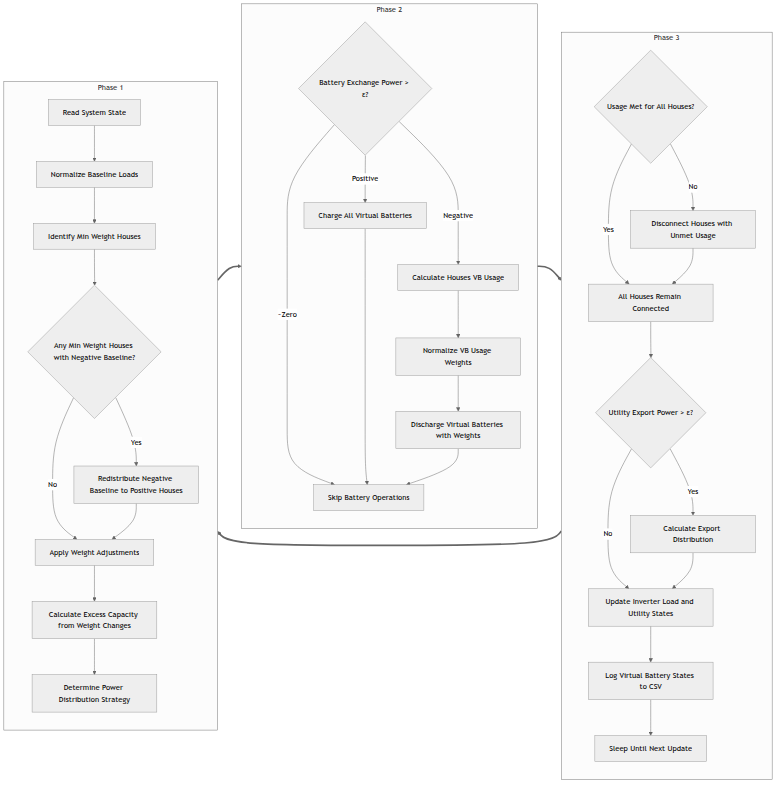 Phase 1
Read System State
Normalize Baseline Loads
Identify Min Weight Houses
Any Min Weight Houses
with Negative Baseline?
Yes
No
Redistribute Negative
Baseline to Positive Houses
Apply Weight Adjustments
Calculate Excess Capacity
from Weight Changes
Determine Power
Distribution Strategy
Phase 2
Battery Exchange Power >
ε?
Positive
Negative
~Zero
Charge All Virtual Batteries
Calculate Houses VB Usage
Normalize VB Usage
Weights
Discharge Virtual Batteries
with Weights
Skip Battery Operations
Phase 3
Usage Met for All Houses?
No
Yes
Disconnect Houses with
Unmet Usage
All Houses Remain
Connected
Utility Export Power > ε?
Yes
No
Calculate Export
Distribution
Update Inverter Load and
Utility States
Log Virtual Battery States
to CSV
Sleep Until Next Update